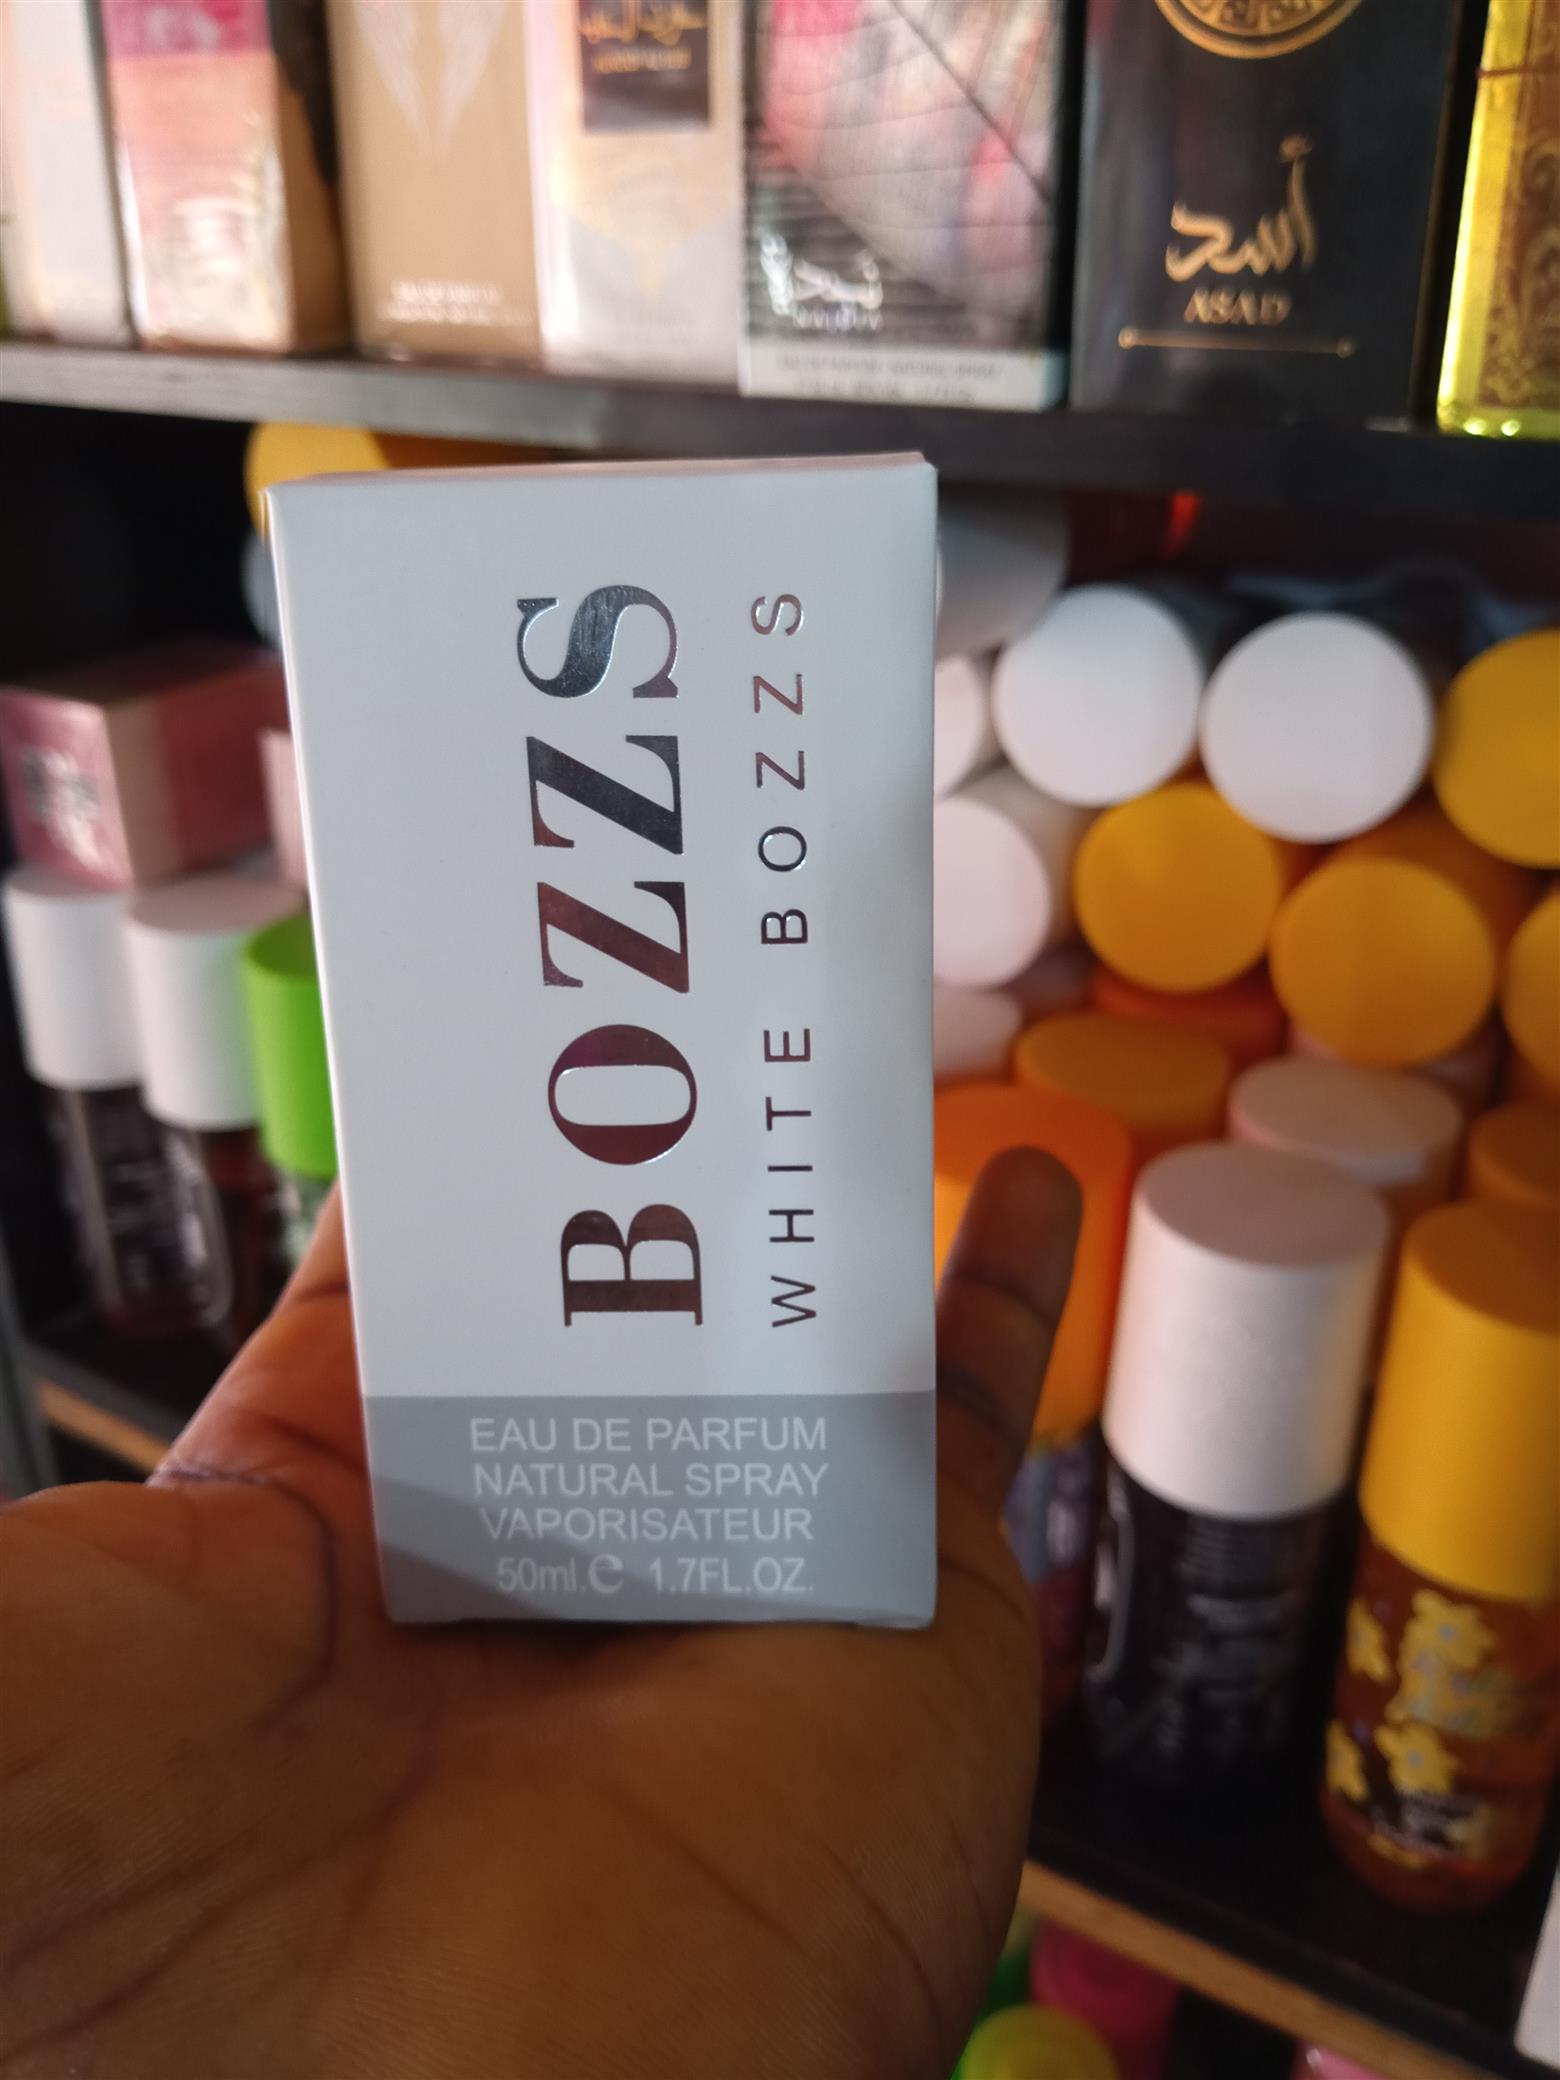 أسد
ASAD
BOZZS
WHITE BOZZS
EAU DE PARFUM
NATURAL SPRAY
VAPORISATEUR
50ml.e 1.7FL.OZ.